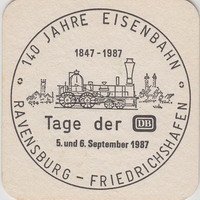 140 JAHRE EISENBAHN
1847-1987
Tage der DB
5. und 6. September 1987
RAVENSBURG - FRIEDRICHSHAFEN